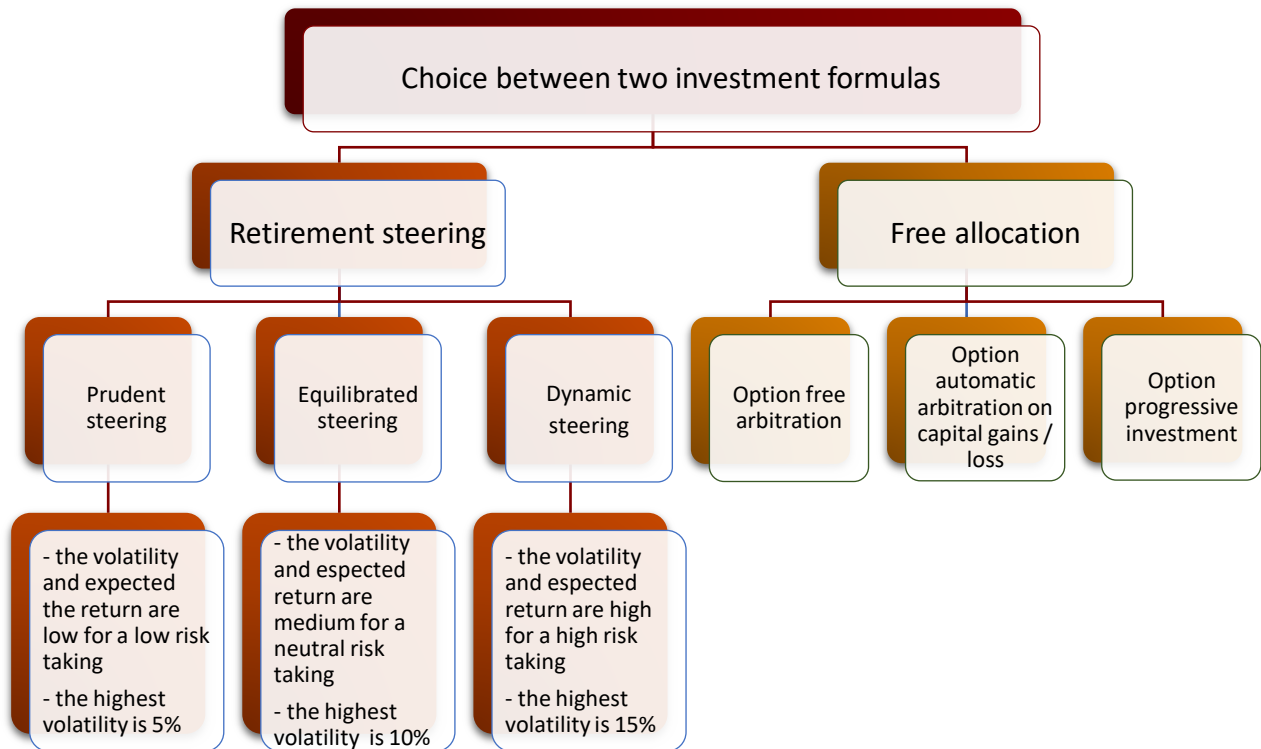 Choice between two investment formulas
Retirement steering
Free allocation
Prudent
steering
Equilibrated
steering
Dynamic
steering
Option free
arbitration
Option
automatic
arbitration on
capital gains /
loss
Option
progressive
investment
- the volatility
and expected
the return are
low for a low risk
taking
- the highest
volatility is 5%
- the volatility
and espected
return are
medium for a
neutral risk
taking
- the highest
volatility  is 10%
- the volatility
and espected
return are high
for a high risk
taking
- the highest
volatility is 15%